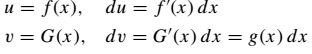 u = f(x), du = f′(x) dx
v = G(x), dv = G′(x) dx = g(x) dx